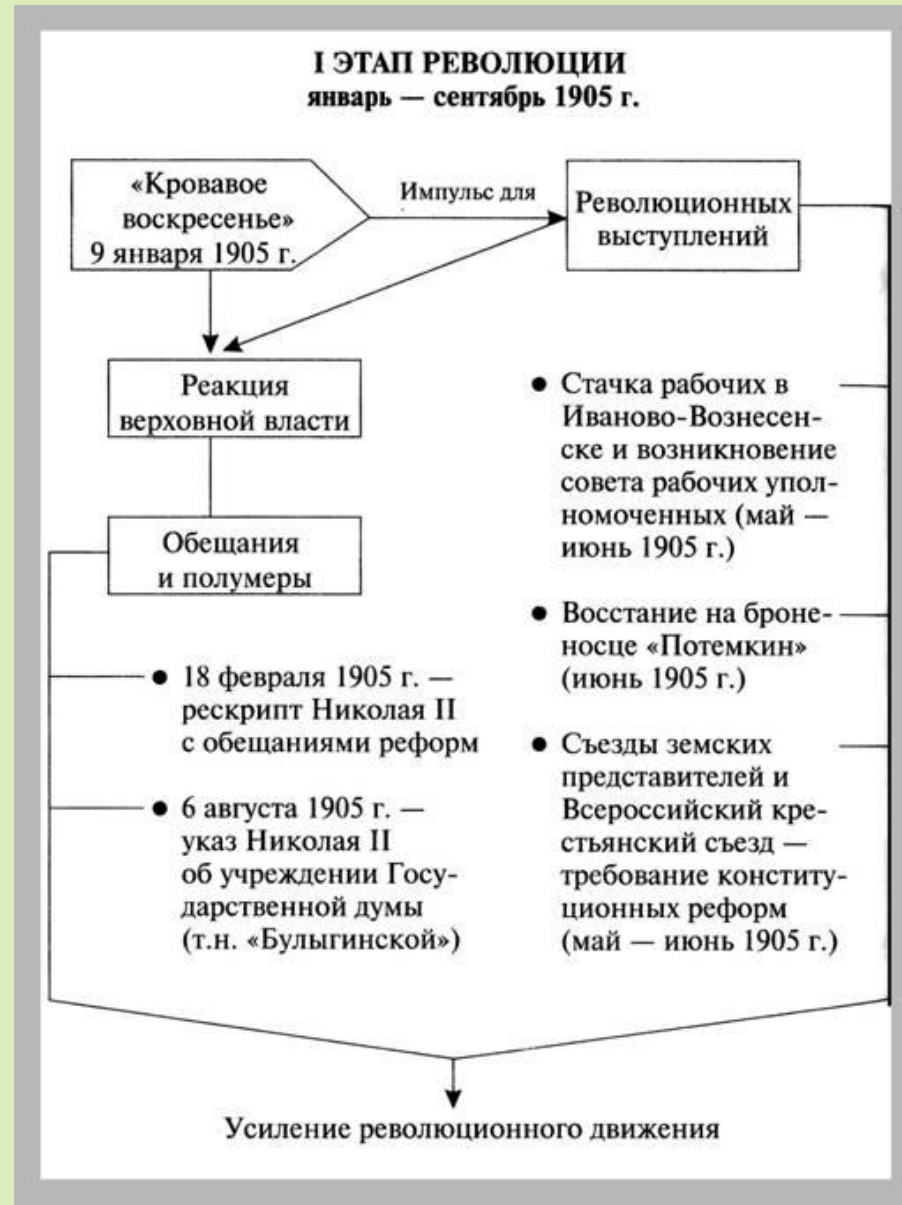 I ЭТАП РЕВОЛЮЦИИ
январь — сентябрь 1905 г.
«Кровавое
воскресенье»
9 января 1905 г.
Импульс для
Революционных
выступлений
Реакция
верховной власти
Обещания
и полумеры
● 18 февраля 1905 г. —
рескрипт Николая II
с обещаниями реформ
● 6 августа 1905 г. —
указ Николая II
об учреждении Госу-
дарственной думы
(т.н. «Булыгинской»)
● Стачка рабочих в
Иваново-Вознесен-
ске и возникновение
совета рабочих упол-
номоченных (май —
июнь 1905 г.)
● Восстание на броне-
носце «Потемкин»
(июнь 1905 г.)
● Съезды земских
представителей и
Всероссийский кре-
стьянский съезд —
требование конститу-
ционных реформ
(май — июнь 1905 г.)
Усиление революционного движения